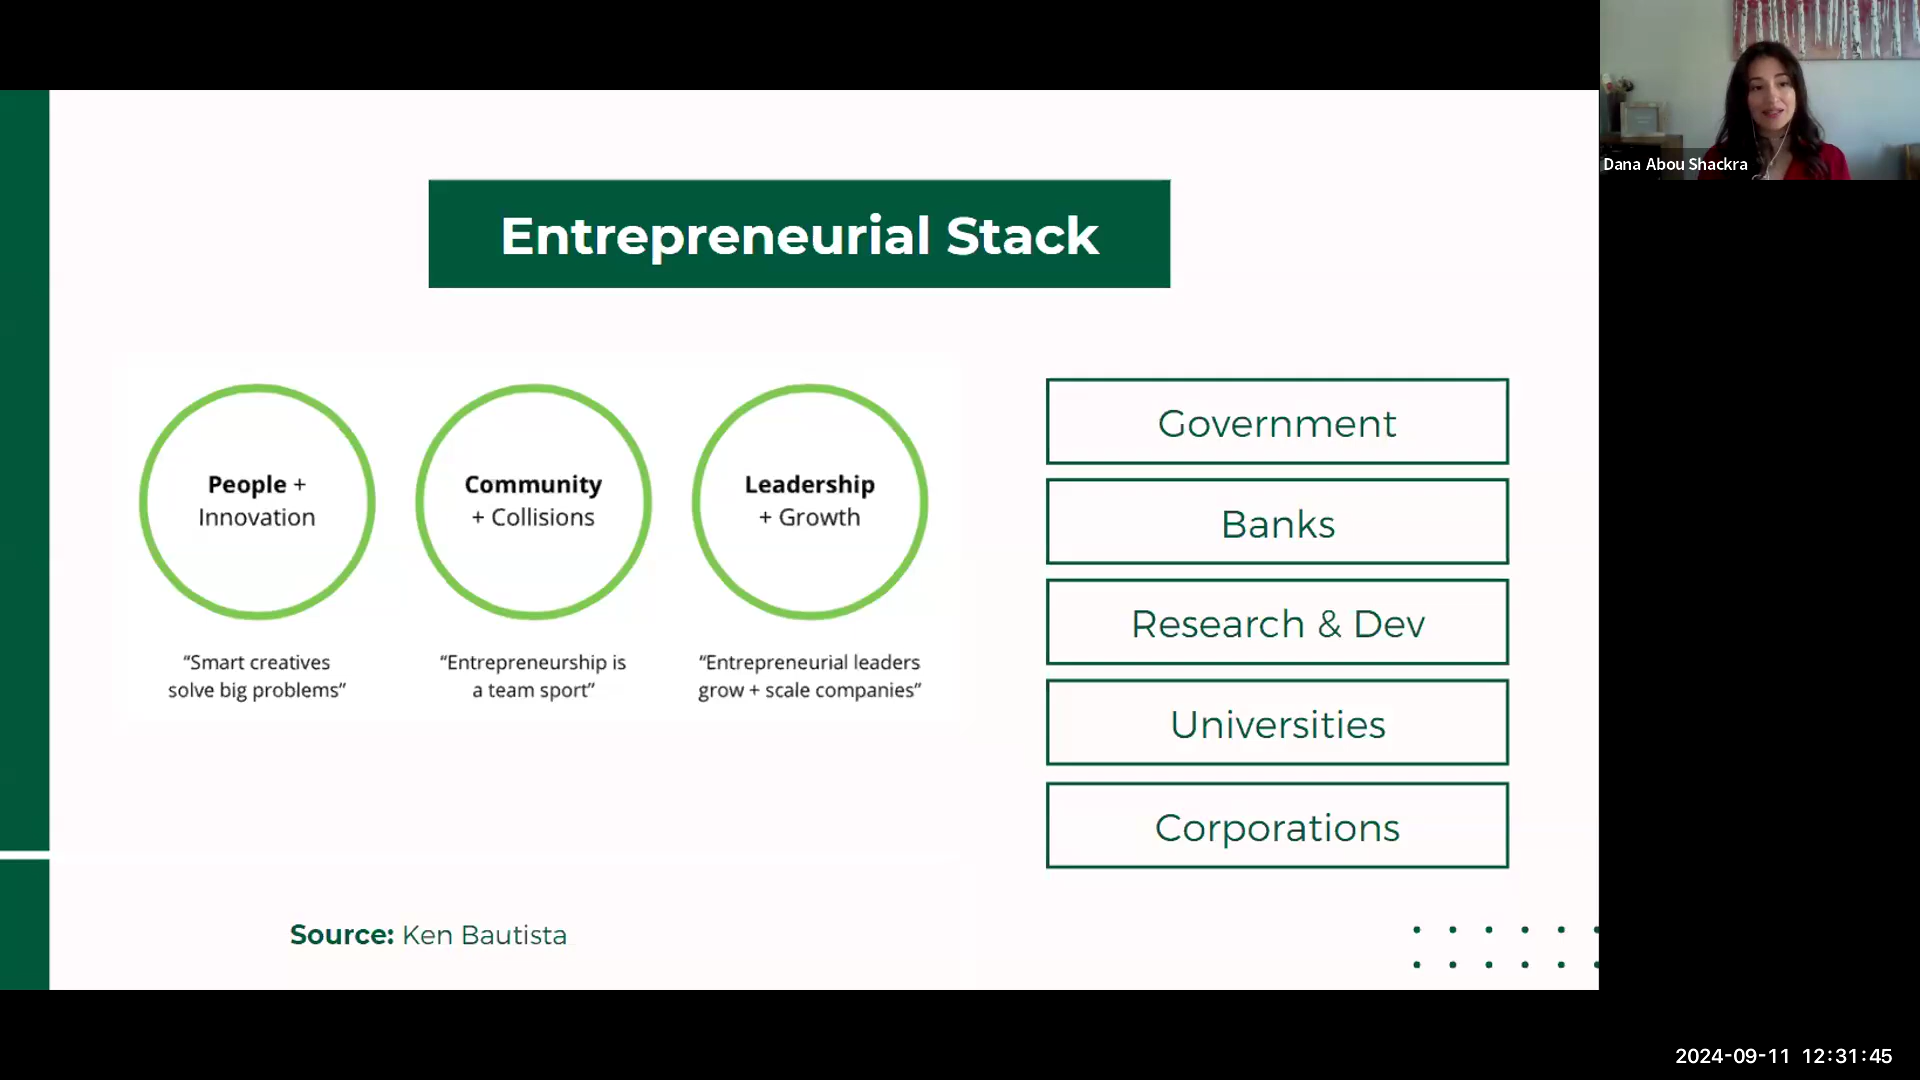 Dana Abou Shackra
Entrepreneurial Stack
People +
Innovation
“Smart creatives
solve big problems”
Community
+ Collisions
“Entrepreneurship is
a team sport”
Leadership
+ Growth
“Entrepreneurial leaders
grow + scale companies”
Government
Banks
Research & Dev
Universities
Corporations
Source: Ken Bautista
2024-09-11 12:31:45